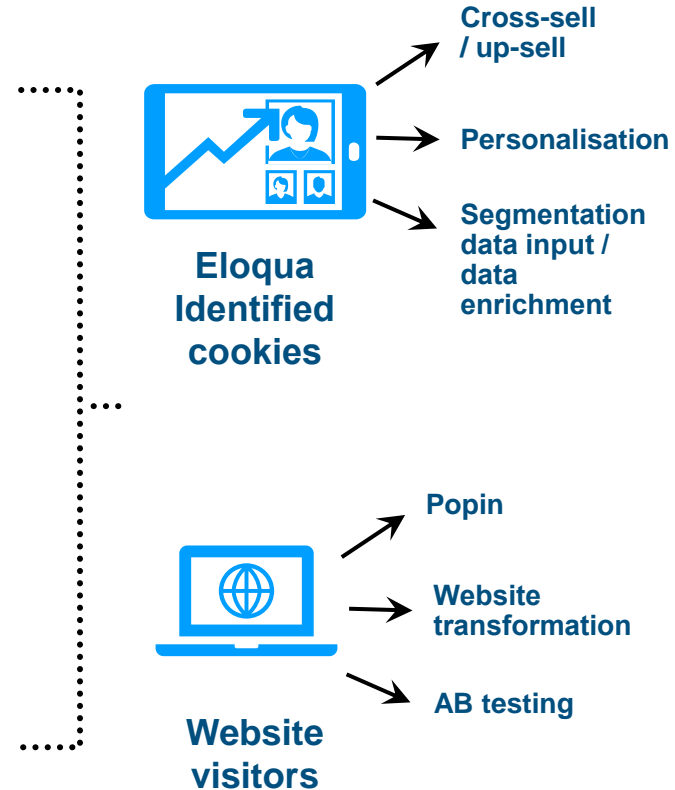 Cross-sell
/ up-sell
Personalisation
Segmentation
data input /
data
enrichment
Eloqua
Identified
cookies
Popin
Website
transformation
AB testing
Website
visitors